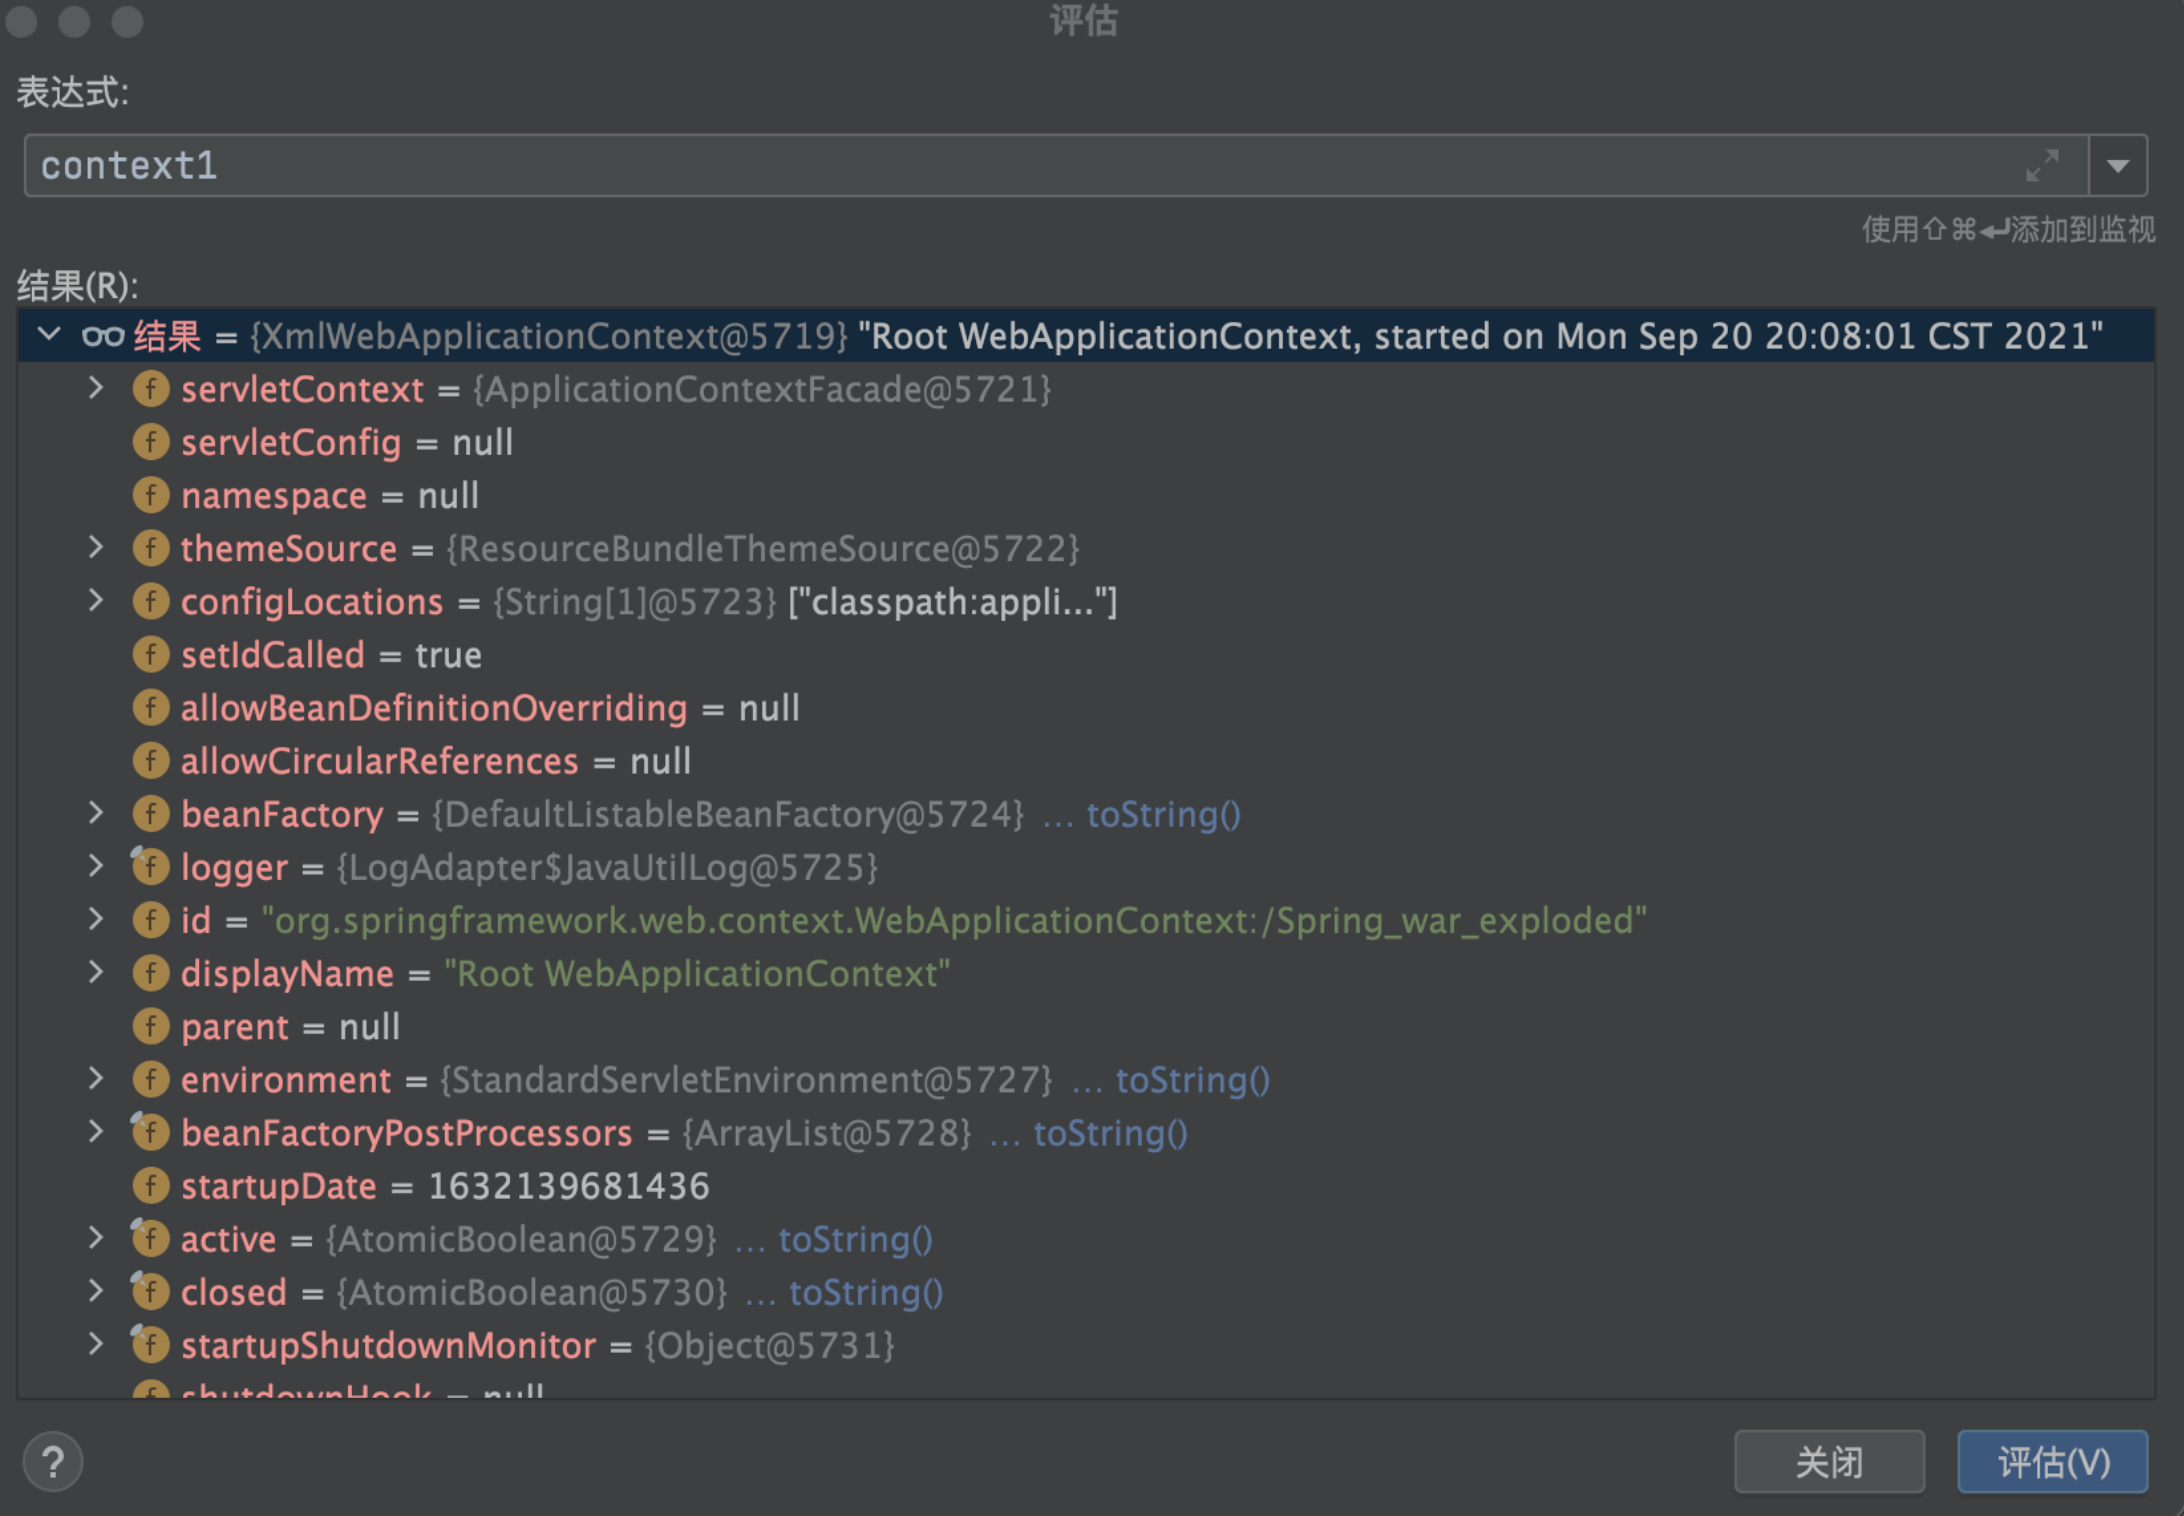 评估
表达式:
context1
使用⇧⌘↵添加到监视
结果(R):
结果 = {XmlWebApplicationContext@5719} "Root WebApplicationContext, started on Mon Sep 20 20:08:01 CST 2021"
servletContext = {ApplicationContextFacade@5721}
servletConfig = null
namespace = null
themeSource = {ResourceBundleThemeSource@5722}
configLocations = {String[1]@5723} ["classpath:appli..."]
setIdCalled = true
allowBeanDefinitionOverriding = null
allowCircularReferences = null
beanFactory = {DefaultListableBeanFactory@5724} ... toString()
logger = {LogAdapter$JavaUtilLog@5725}
id = "org.springframework.web.context.WebApplicationContext:/Spring_war_exploded"
displayName = "Root WebApplicationContext"
parent = null
environment = {StandardServletEnvironment@5727} ... toString()
beanFactoryPostProcessors = {ArrayList@5728} ... toString()
startupDate = 1632139681436
active = {AtomicBoolean@5729} ... toString()
closed = {AtomicBoolean@5730} ... toString()
startupShutdownMonitor = {Object@5731}
shutdownHook = null
?
关闭
评估(V)